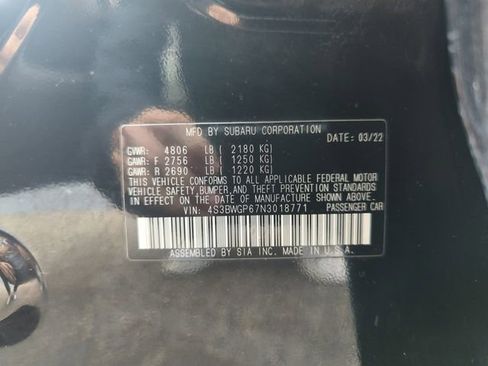 MFD BY SUBARU CORPORATION
DATE: 03/22
GVWR: 4806 LB ( 2180 KG)
GAWR: F 2756 LB ( 1250 KG)
GAWR: R 2690 LB ( 1220 KG)
THIS VEHICLE CONFORMS TO ALL APPLICABLE FEDERAL MOTOR
VEHICLE SAFETY, BUMPER, AND THEFT PREVENTION STANDARDS
IN EFFECT ON THE DATE OF MANUFACTURE SHOWN ABOVE.
VIN: 4S3BWGP67N3018771 PASSENGER CAR
ASSEMBLED BY SIA INC. MADE IN U.S.A.